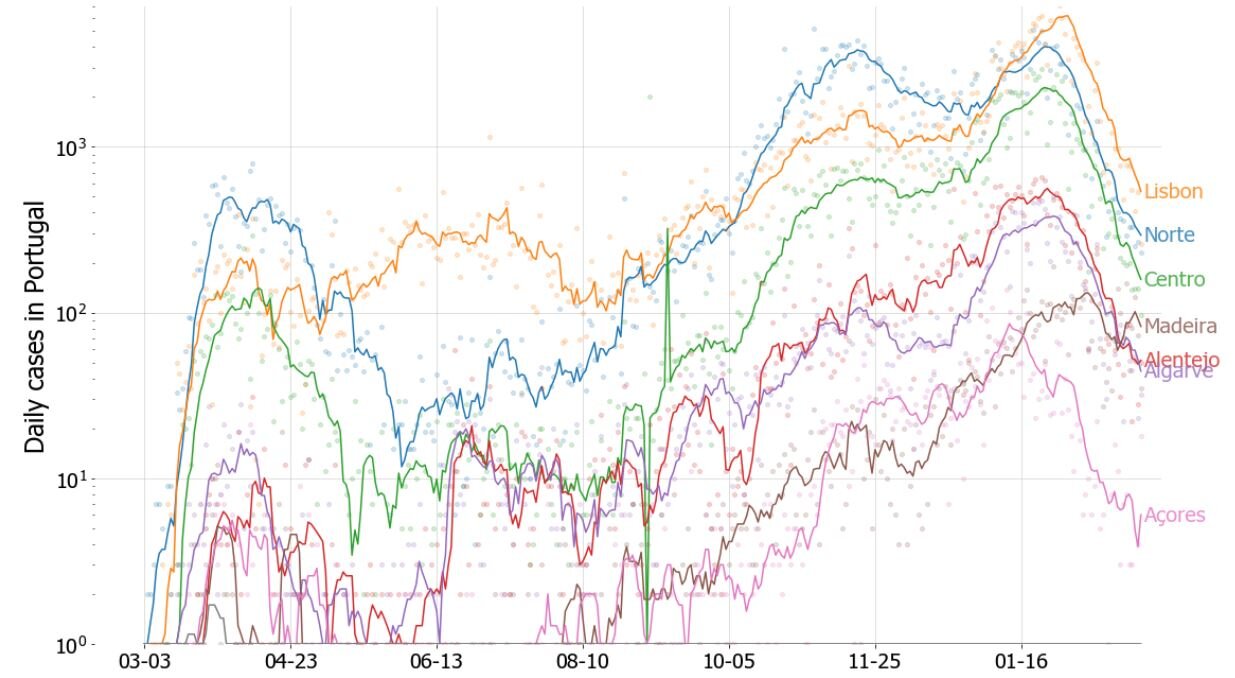 Daily cases in Portugal
10³
10²
10¹
10⁰
03-03
04-23
06-13
08-10
10-05
11-25
01-16
Lisbon
Norte
Centro
Madeira
Alentejo
Algarve
Açores